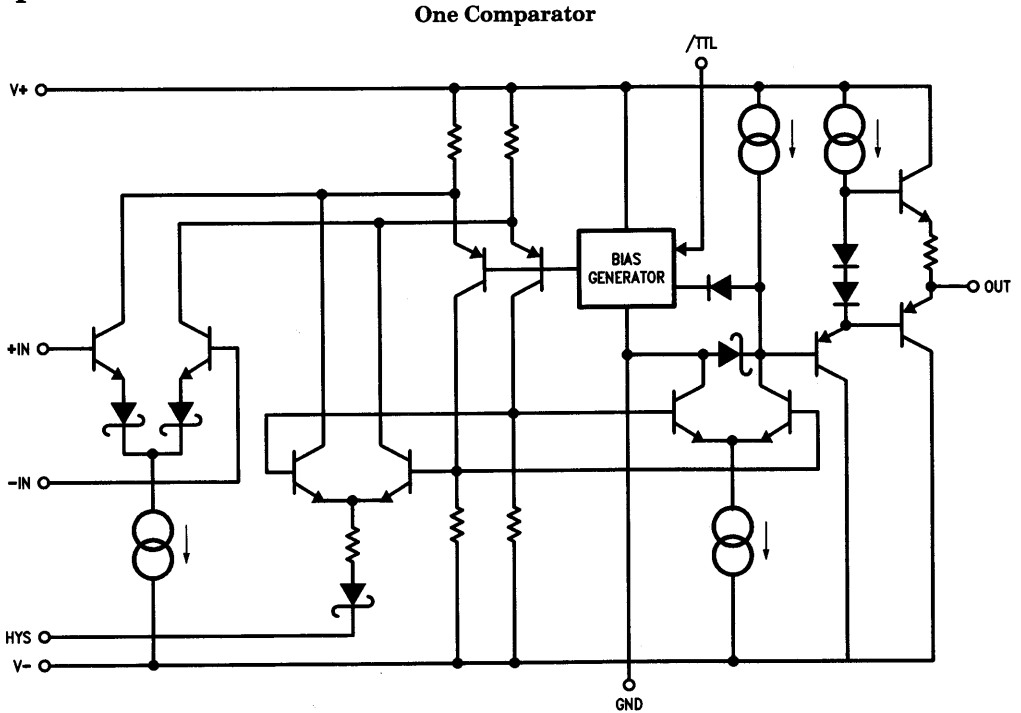 One Comparator
/TTL
V+
BIAS
GENERATOR
OUT
+IN
-IN
HYS
V-
GND